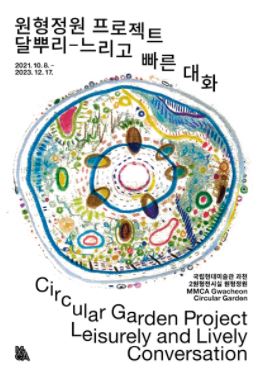 원형정원 프로젝트
달뿌리–느리고 빠른 대화
2021. 10. 8. –
2023. 12. 17.
국립현대미술관 과천
2원형전시실 원형정원
MMCA Gwacheon
Circular Garden
Circular Garden Project
Leisurely and Lively
Conversation